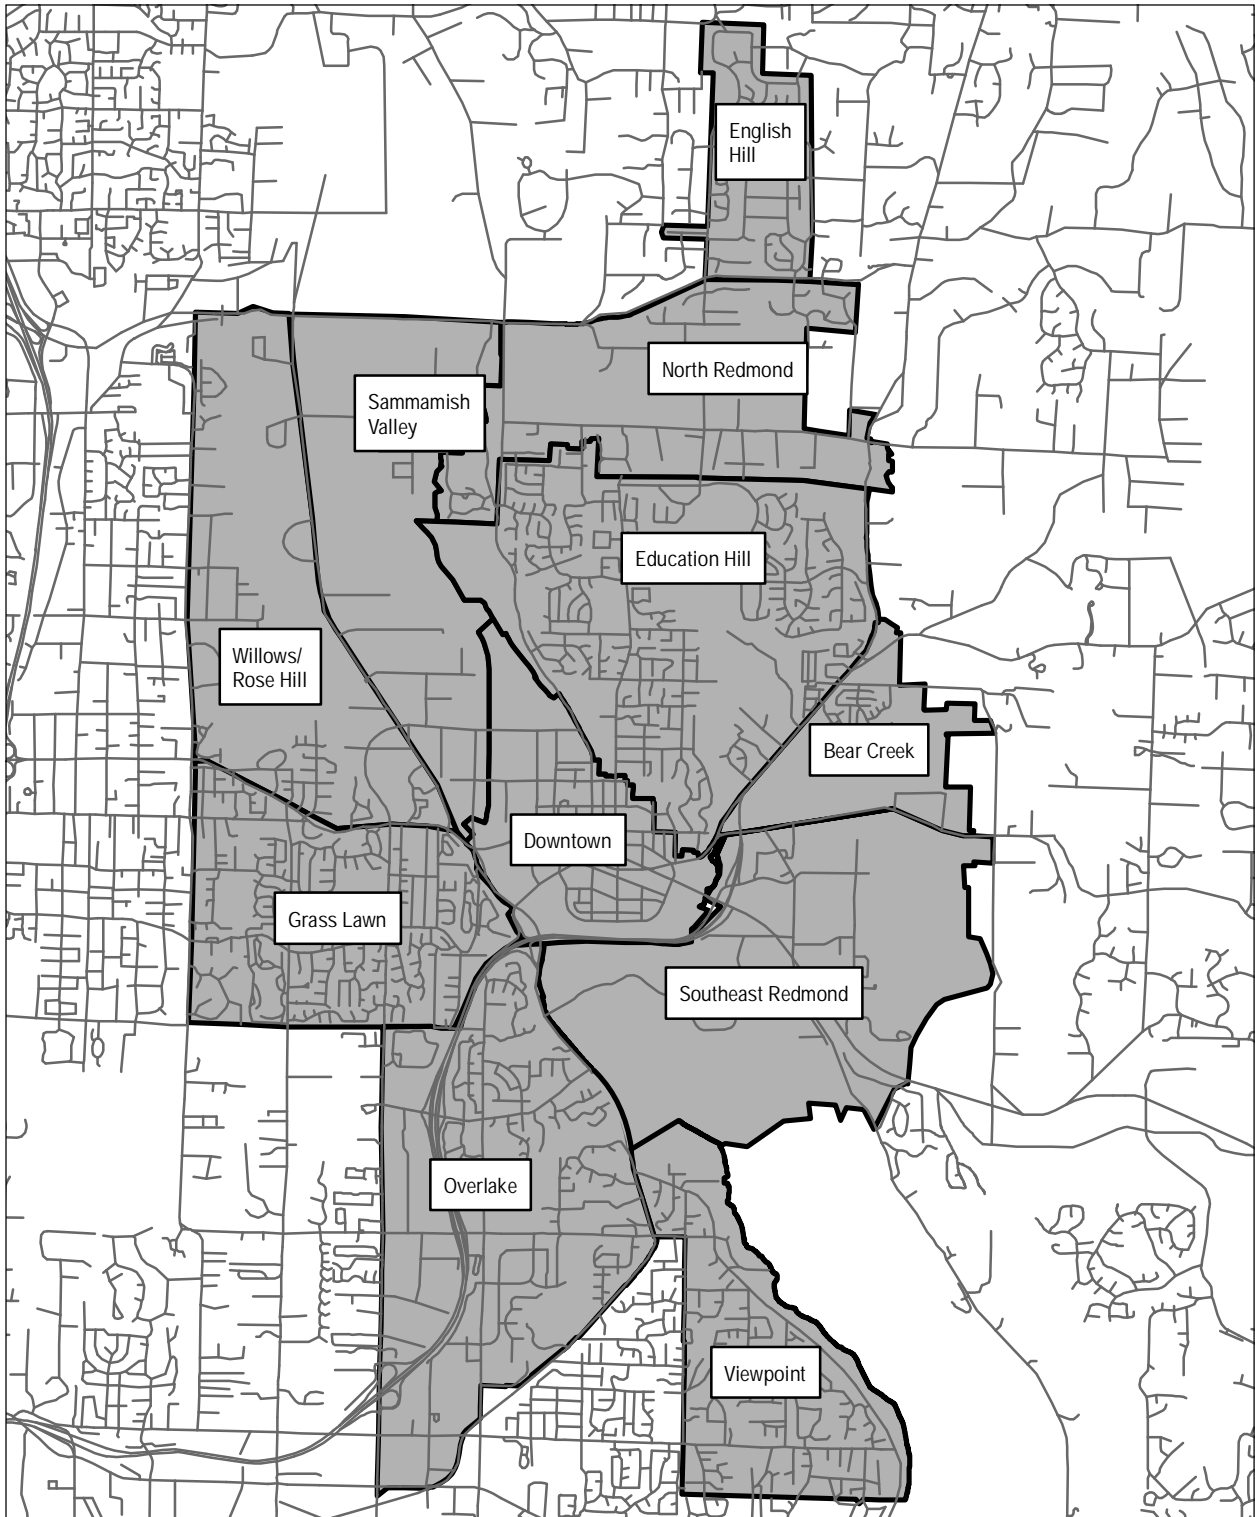 English
Hill
North Redmond
Sammamish
Valley
Education Hill
Willows/
Rose Hill
Bear Creek
Downtown
Grass Lawn
Southeast Redmond
Overlake
Viewpoint